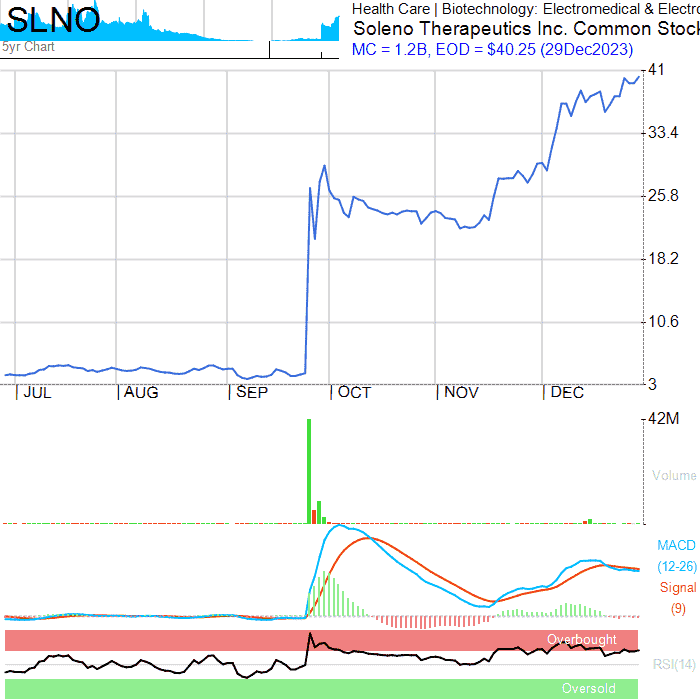 SLNO
5yr Chart
Health Care | Biotechnology: Electromedical & Electro
Soleno Therapeutics Inc. Common Stock
MC = 1.2B, EOD = $40.25 (29Dec2023)
41
33.4
25.8
18.2
10.6
3
JUL AUG SEP OCT NOV DEC
42M
Volume
MACD
(12-26)
Signal
(9)
Overbought
RSI(14)
Oversold